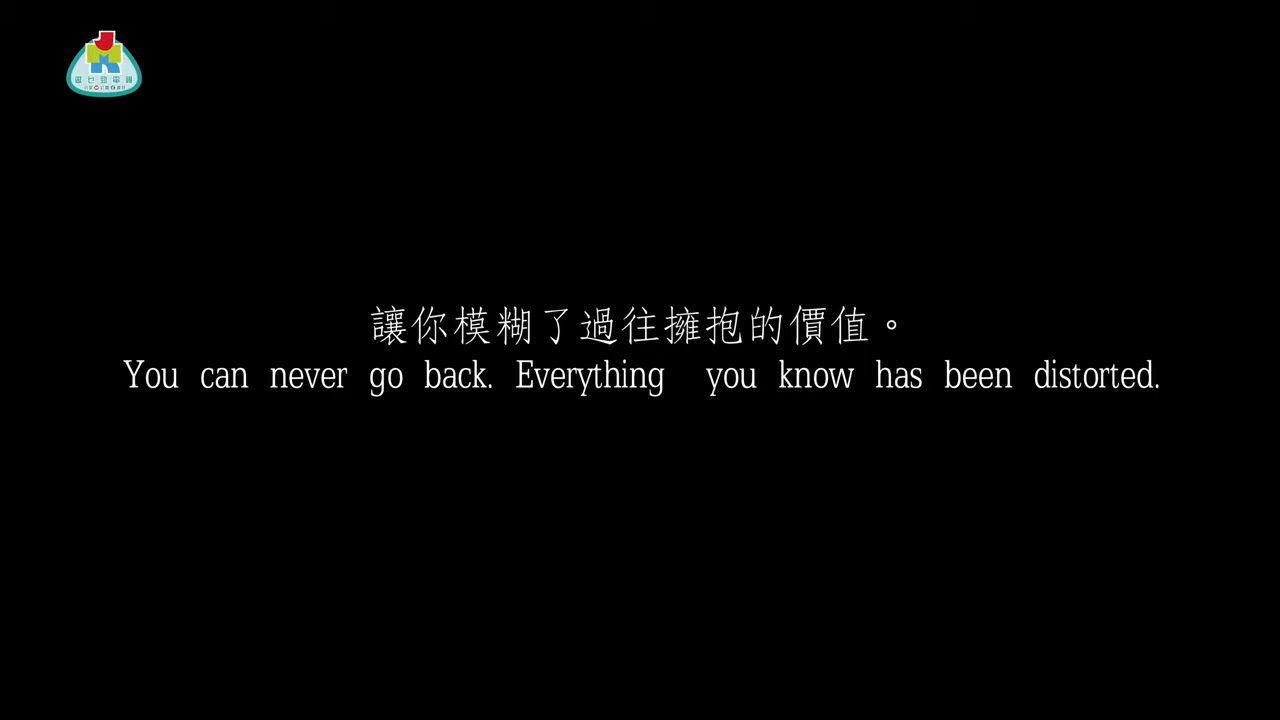 讓你模糊了過往擁抱的價值。
You can never go back. Everything you know has been distorted.